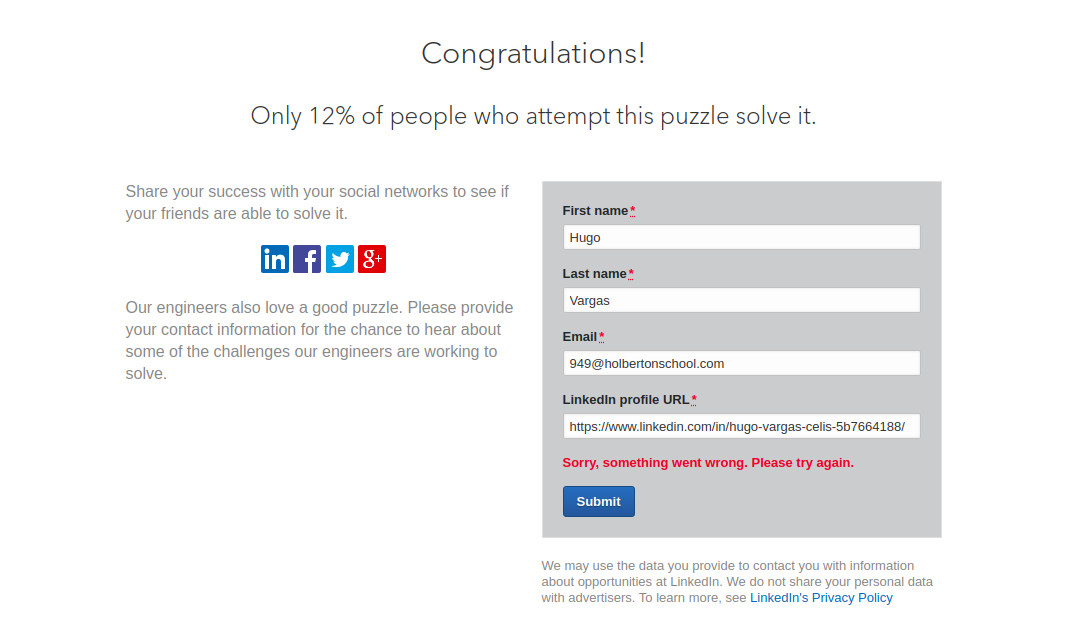 Congratulations!
Only 12% of people who attempt this puzzle solve it.
Share your success with your social networks to see if
your friends are able to solve it.
in f g+
Our engineers also love a good puzzle. Please provide
your contact information for the chance to hear about
some of the challenges our engineers are working to
solve.
First name*
Hugo
Last name*
Vargas
Email*
949@holbertonschool.com
LinkedIn profile URL*
https://www.linkedin.com/in/hugo-vargas-celis-5b7664188/
Sorry, something went wrong. Please try again.
Submit
We may use the data you provide to contact you with information
about opportunities at LinkedIn. We do not share your personal data
with advertisers. To learn more, see LinkedIn's Privacy Policy